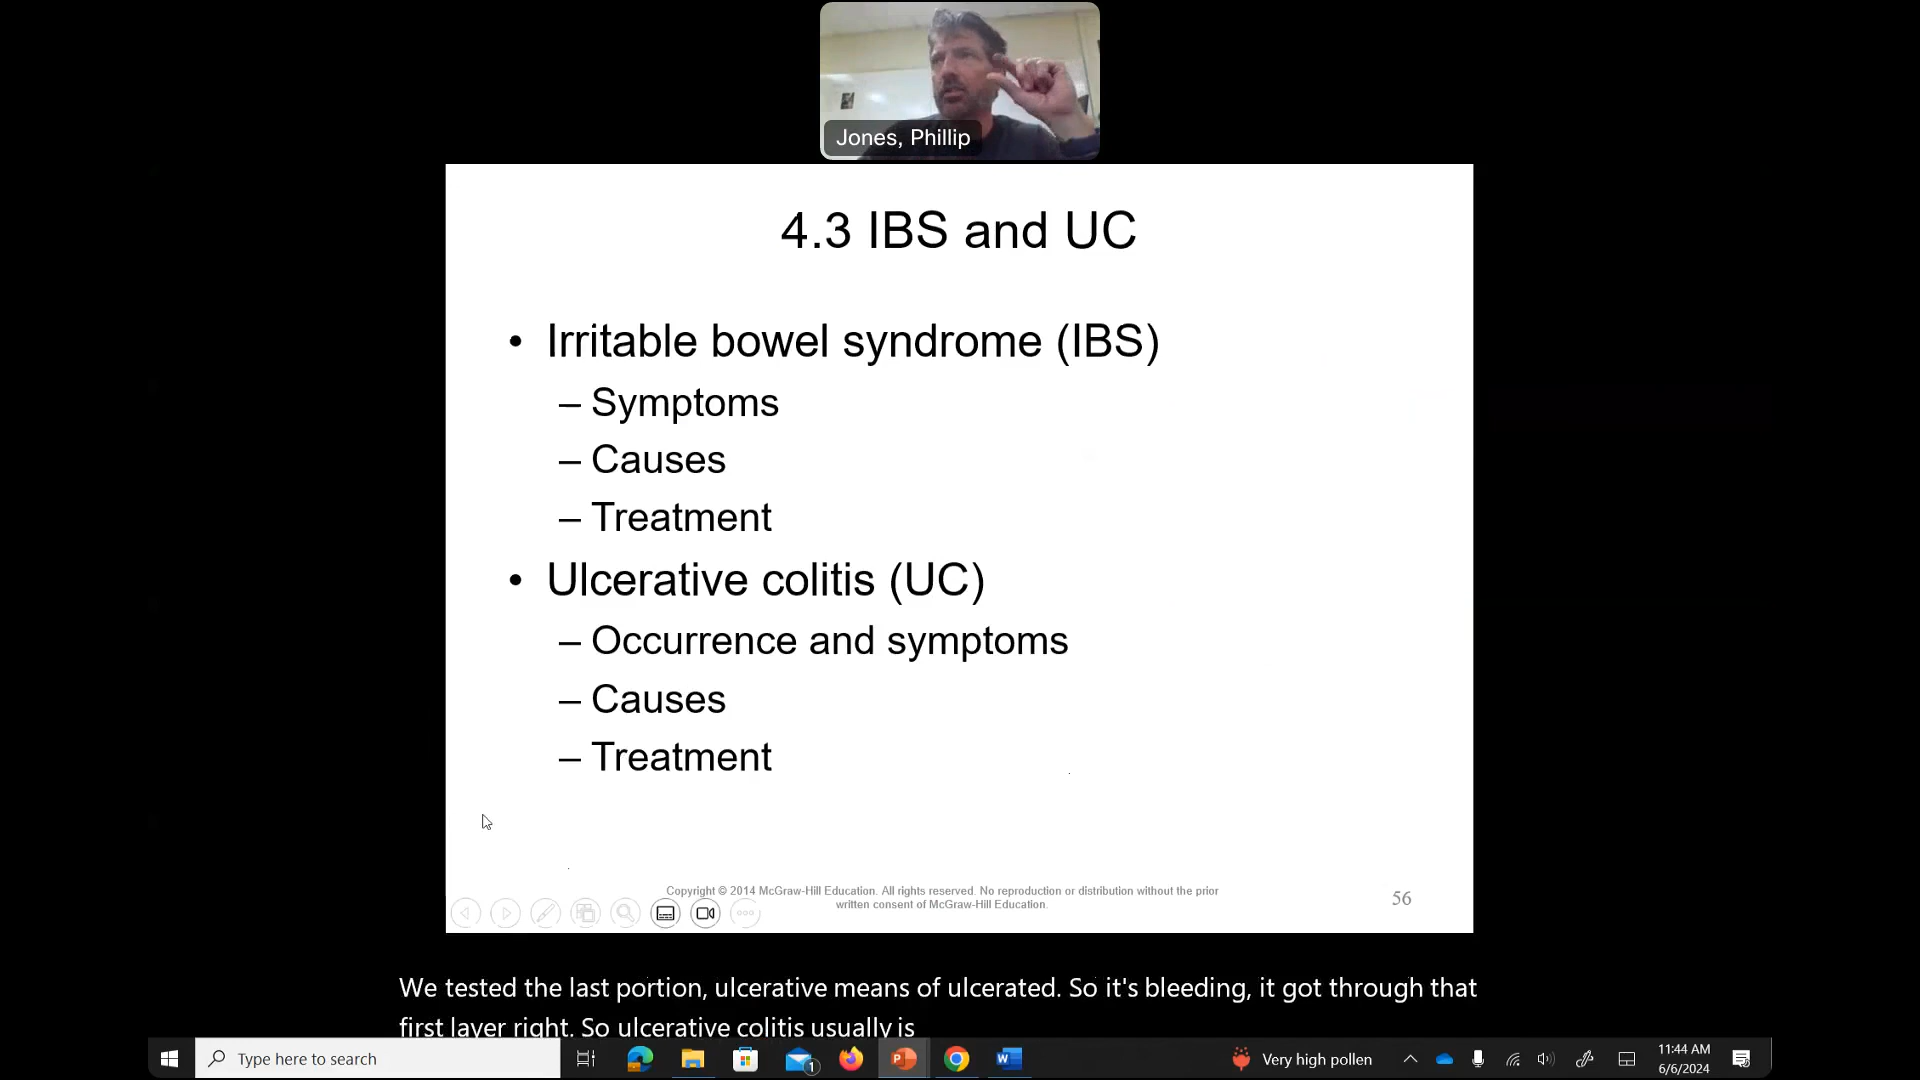 Jones, Phillip
4.3 IBS and UC
• Irritable bowel syndrome (IBS)
– Symptoms
– Causes
– Treatment
• Ulcerative colitis (UC)
– Occurrence and symptoms
– Causes
– Treatment
Copyright © 2014 McGraw-Hill Education. All rights reserved. No reproduction or distribution without the prior
written consent of McGraw-Hill Education.
56
We tested the last portion, ulcerative means of ulcerated. So it's bleeding, it got through that
first layer right. So ulcerative colitis usually is
Type here to search
1
Very high pollen
11:44 AM
6/6/2024